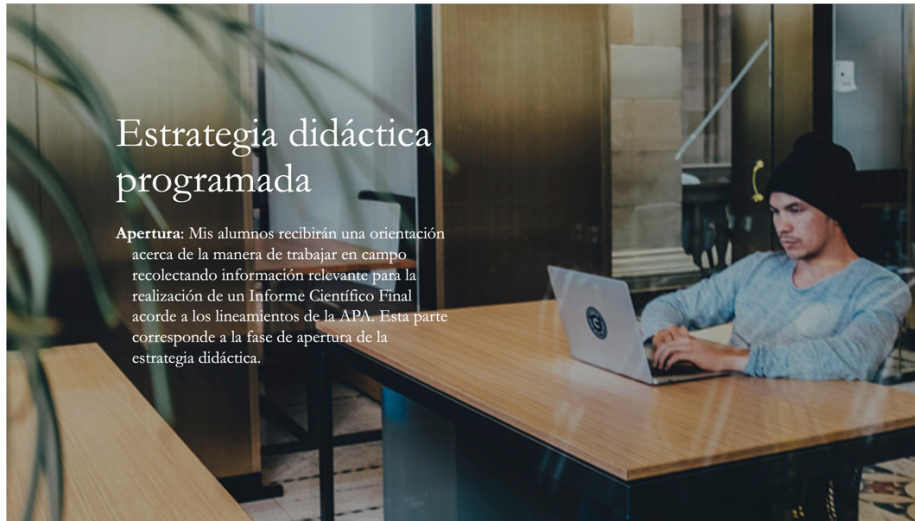 Estrategia didáctica
programada
Apertura: Mis alumnos recibirán una orientación
acerca de la manera de trabajar en campo
recolectando información relevante para la
realización de un Informe Científico Final
acorde a los lineamientos de la APA. Esta parte
corresponde a la fase de apertura de la
estrategia didáctica.